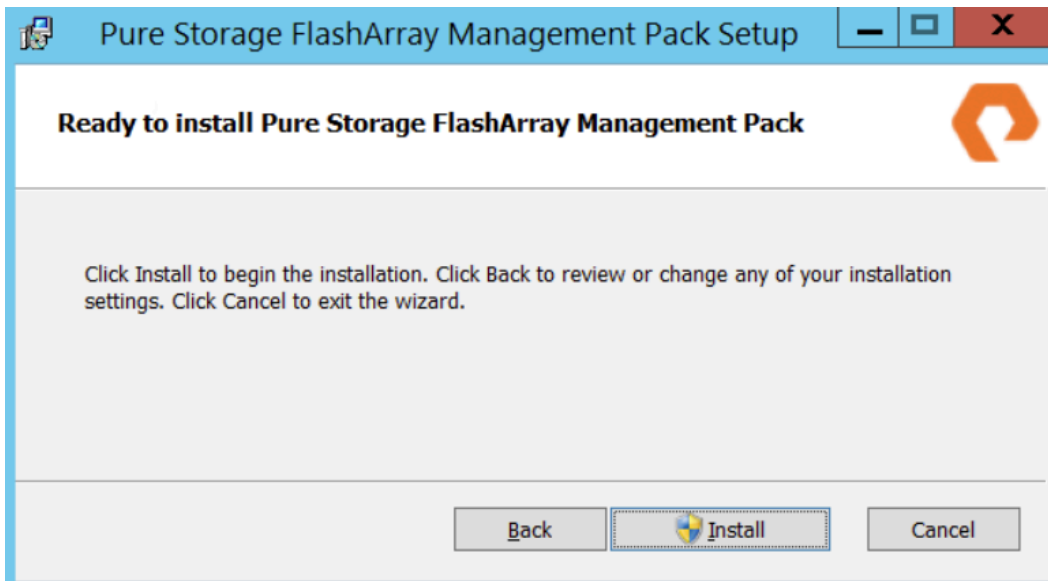 Pure Storage FlashArray Management Pack Setup
Ready to install Pure Storage FlashArray Management Pack
Click Install to begin the installation. Click Back to review or change any of your installation
settings. Click Cancel to exit the wizard.
Back Install Cancel